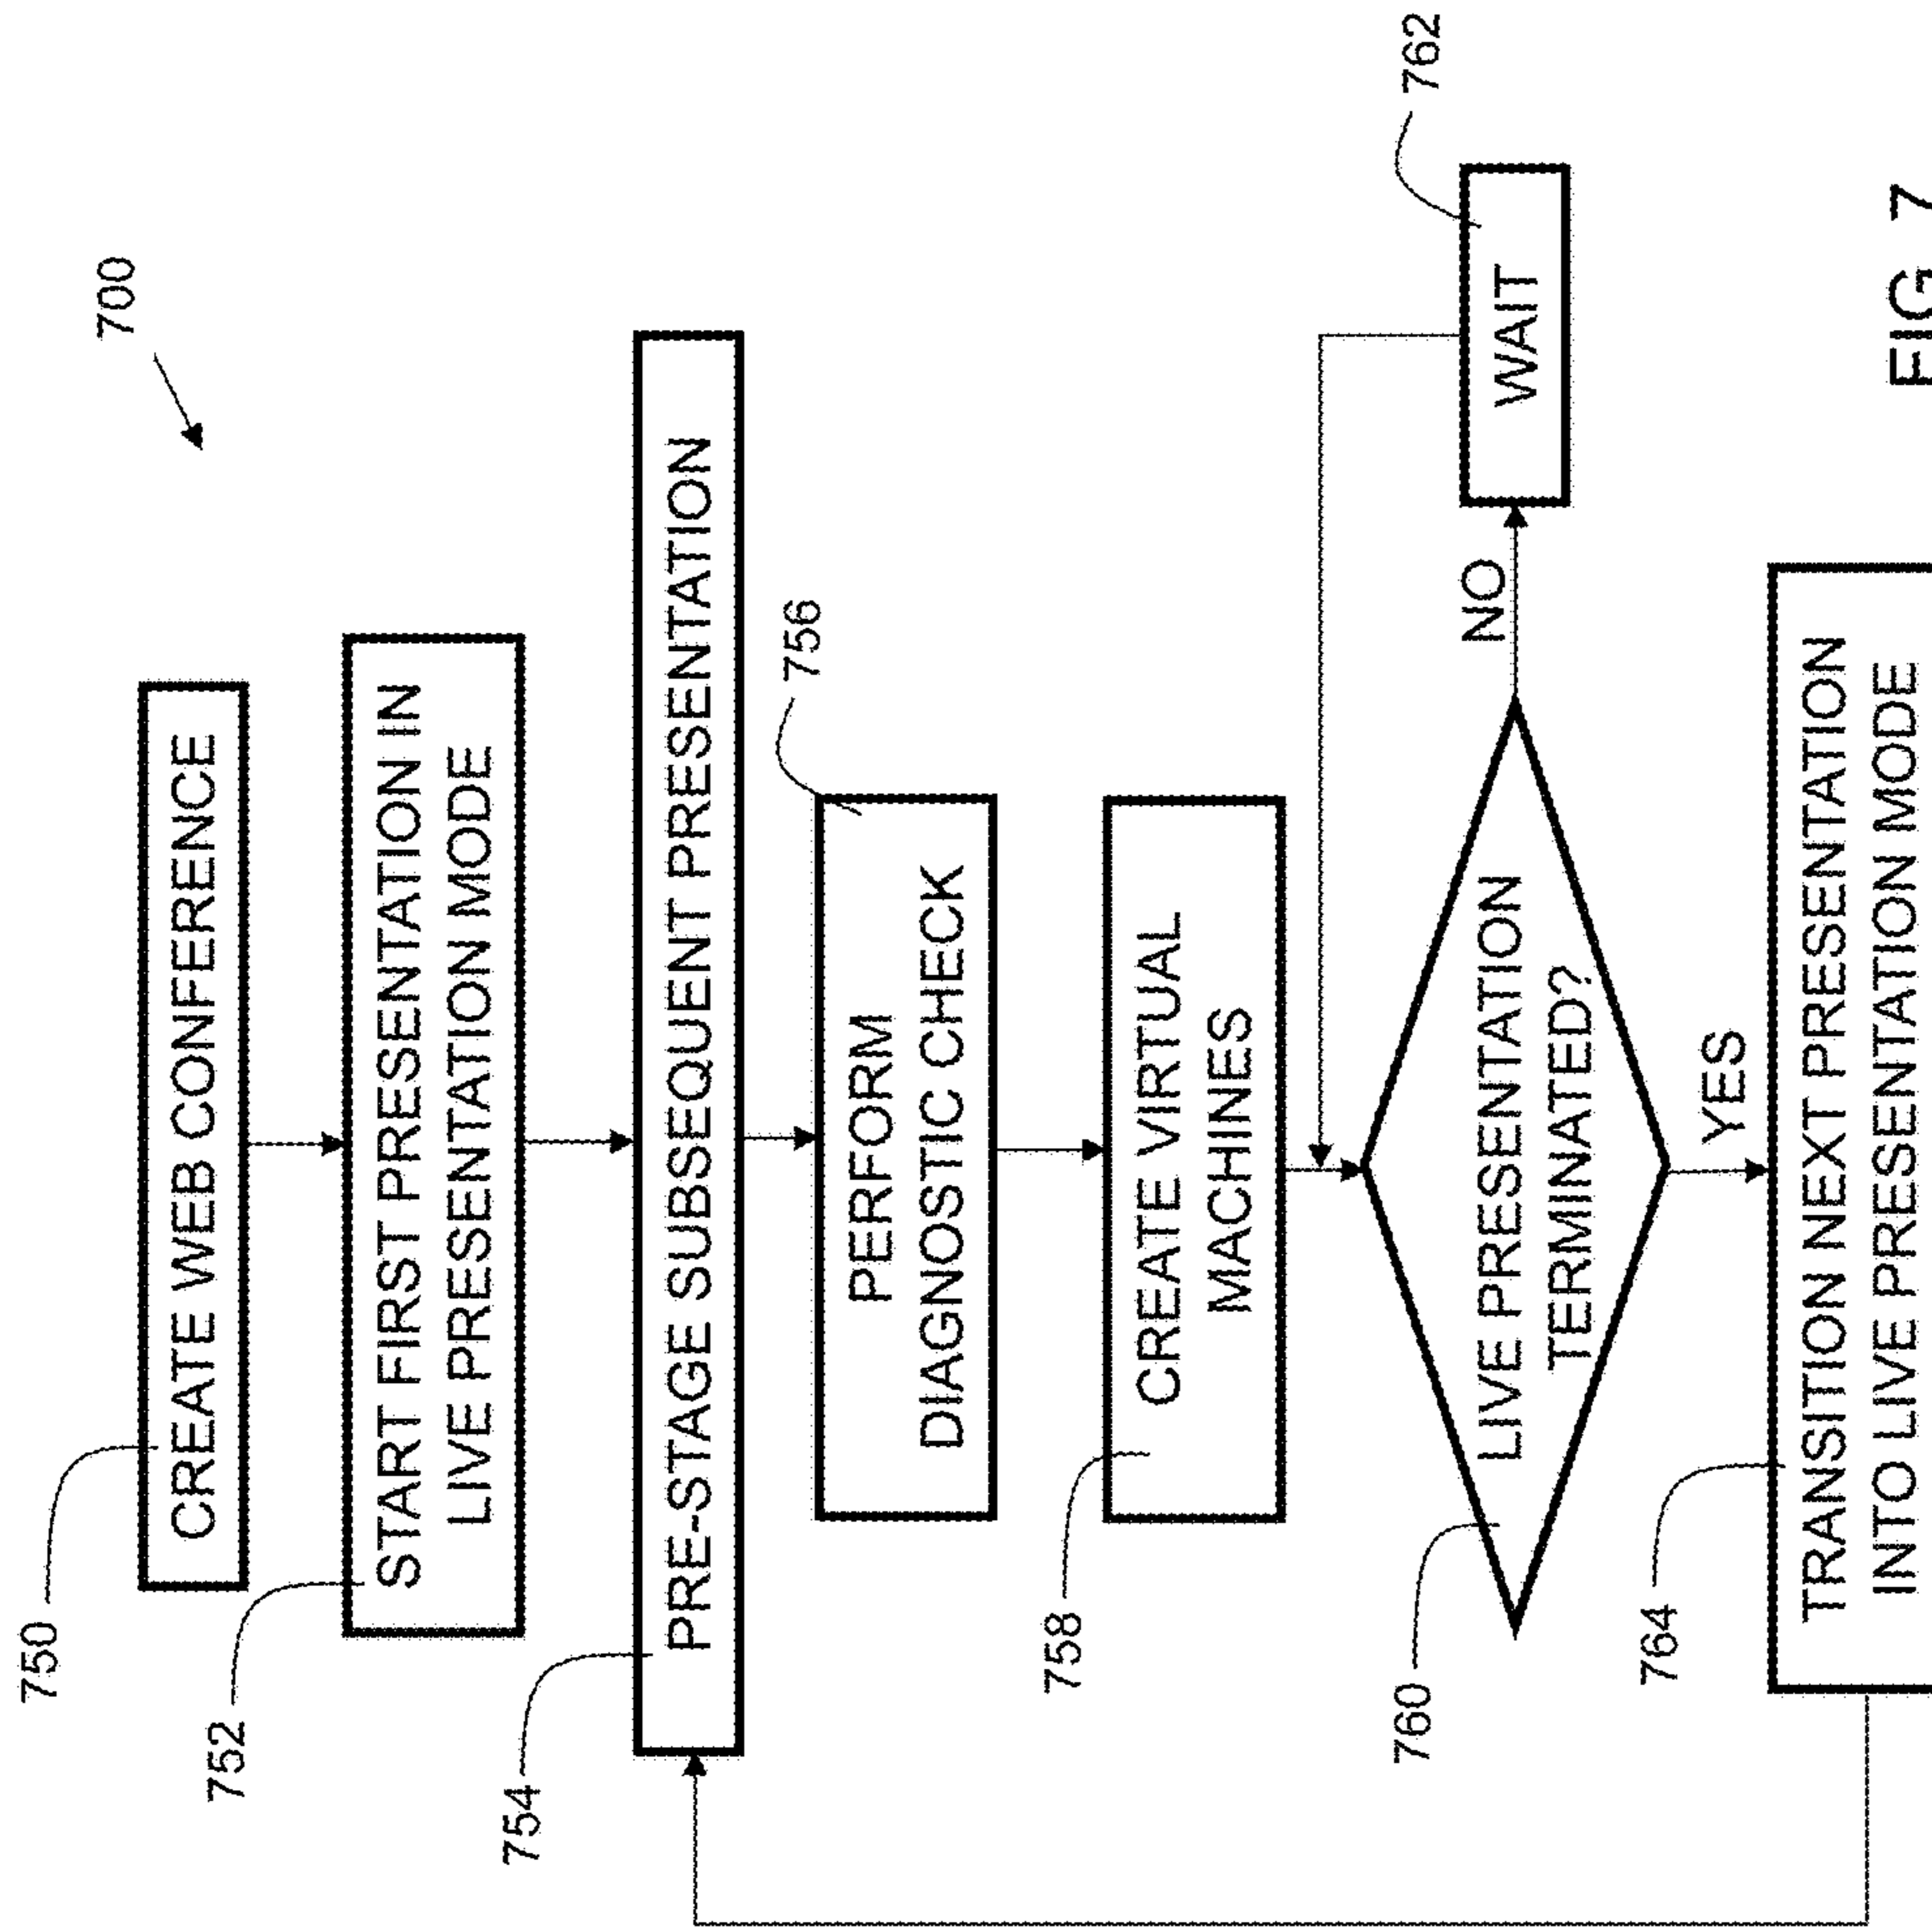 700
750
CREATE WEB CONFERENCE
752
START FIRST PRESENTATION IN
LIVE PRESENTATION MODE
754
PRE-STAGE SUBSEQUENT PRESENTATION
756
PERFORM
DIAGNOSTIC CHECK
758
CREATE VIRTUAL
MACHINES
760
LIVE PRESENTATION
TERMINATED?
NO
762
WAIT
YES
764
TRANSITION NEXT PRESENTATION
INTO LIVE PRESENTATION MODE
FIG. 7